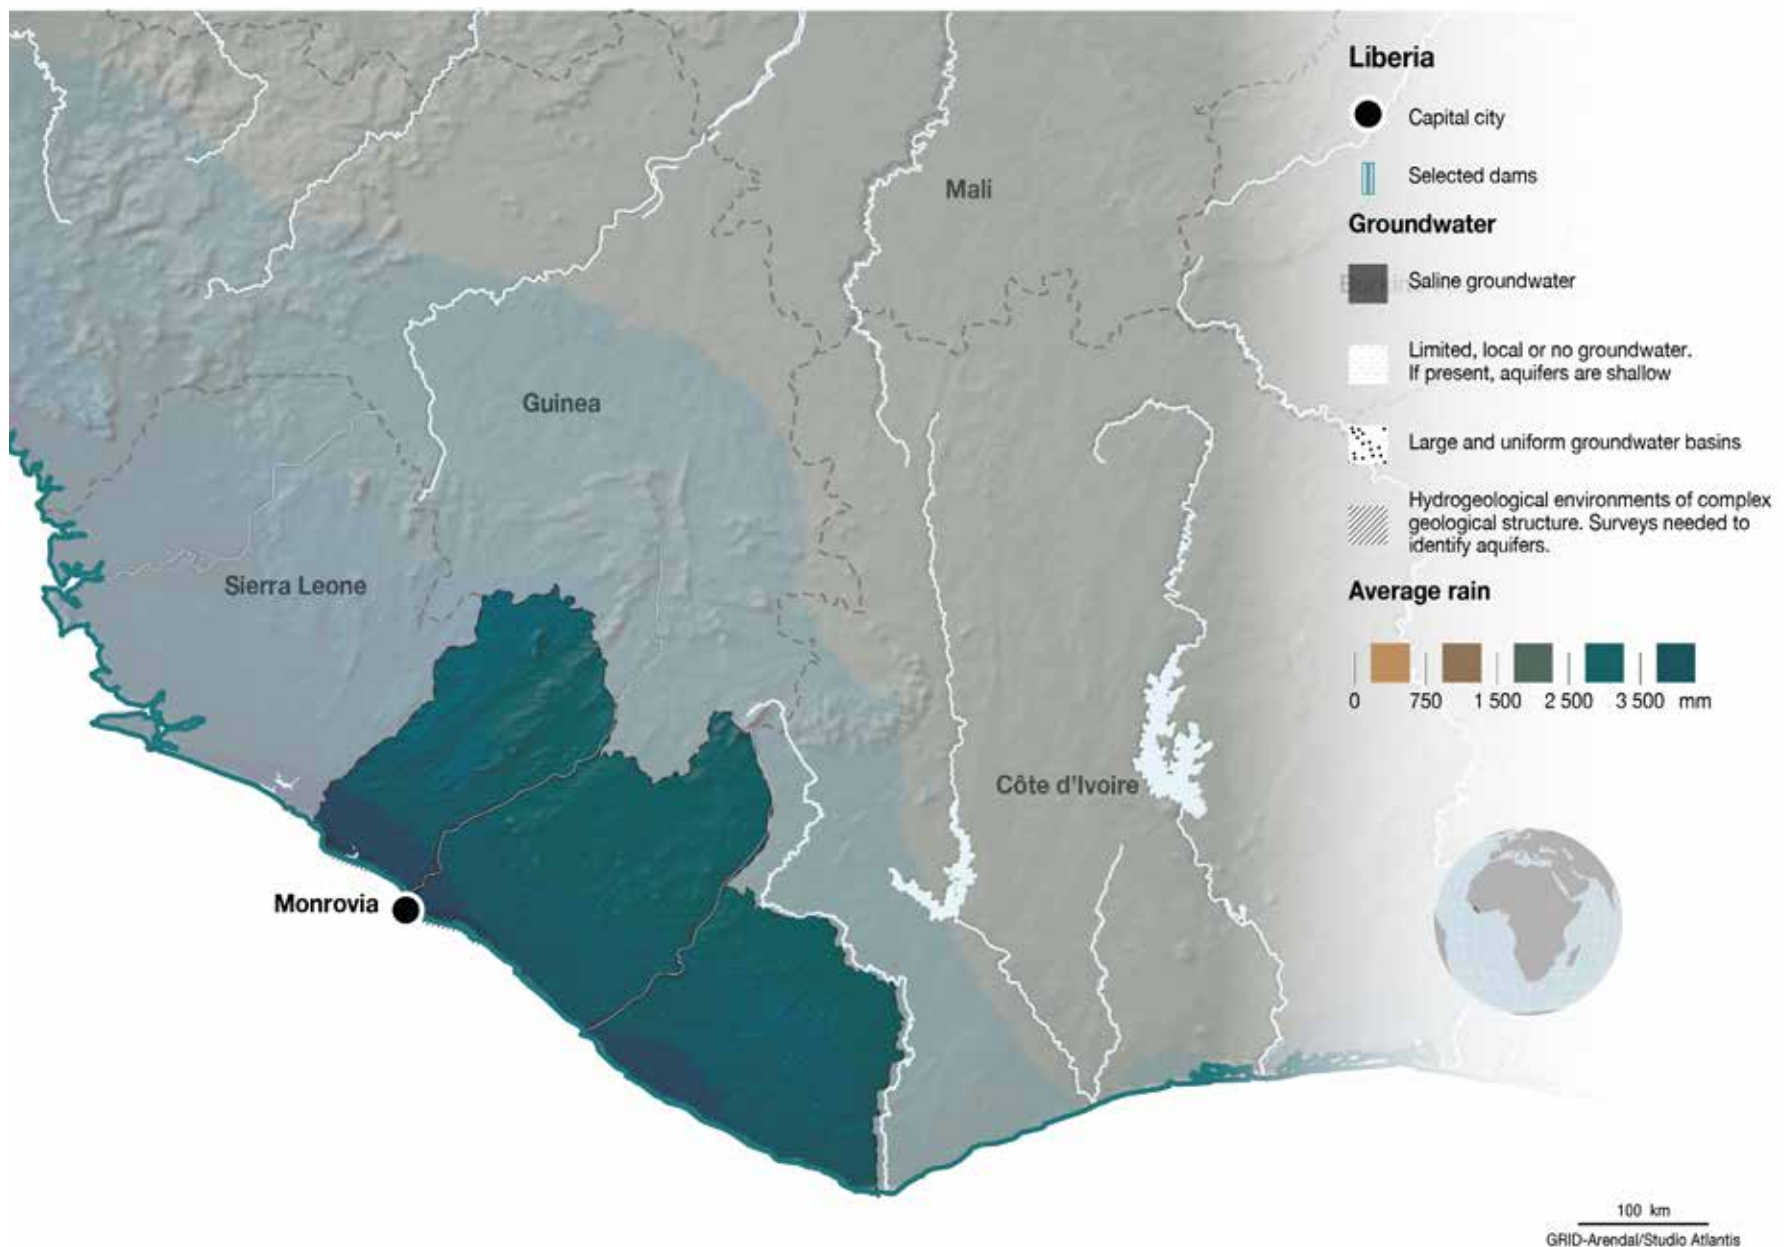 Liberia
Capital city
Selected dams
Groundwater
Saline groundwater
Limited, local or no groundwater.
If present, aquifers are shallow
Large and uniform groundwater basins
Hydrogeological environments of complex
geological structure. Surveys needed to
identify aquifers.
Average rain
0 750 1 500 2 500 3 500 mm
Mali
Guinea
Sierra Leone
Côte d'Ivoire
Monrovia
100 km
GRID-Arendal/Studio Atlantis